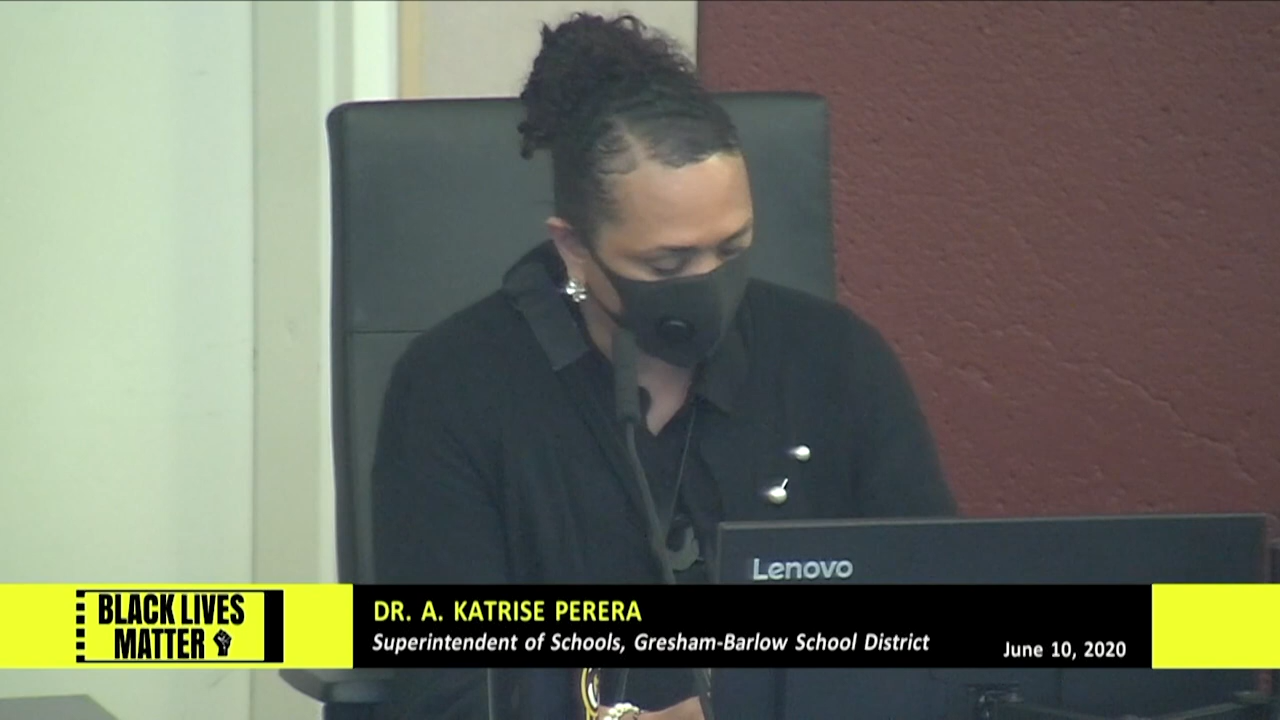 Lenovo
BLACK LIVES
MATTER
DR. A. KATRISE PERERA
Superintendent of Schools, Gresham-Barlow School District
June 10, 2020